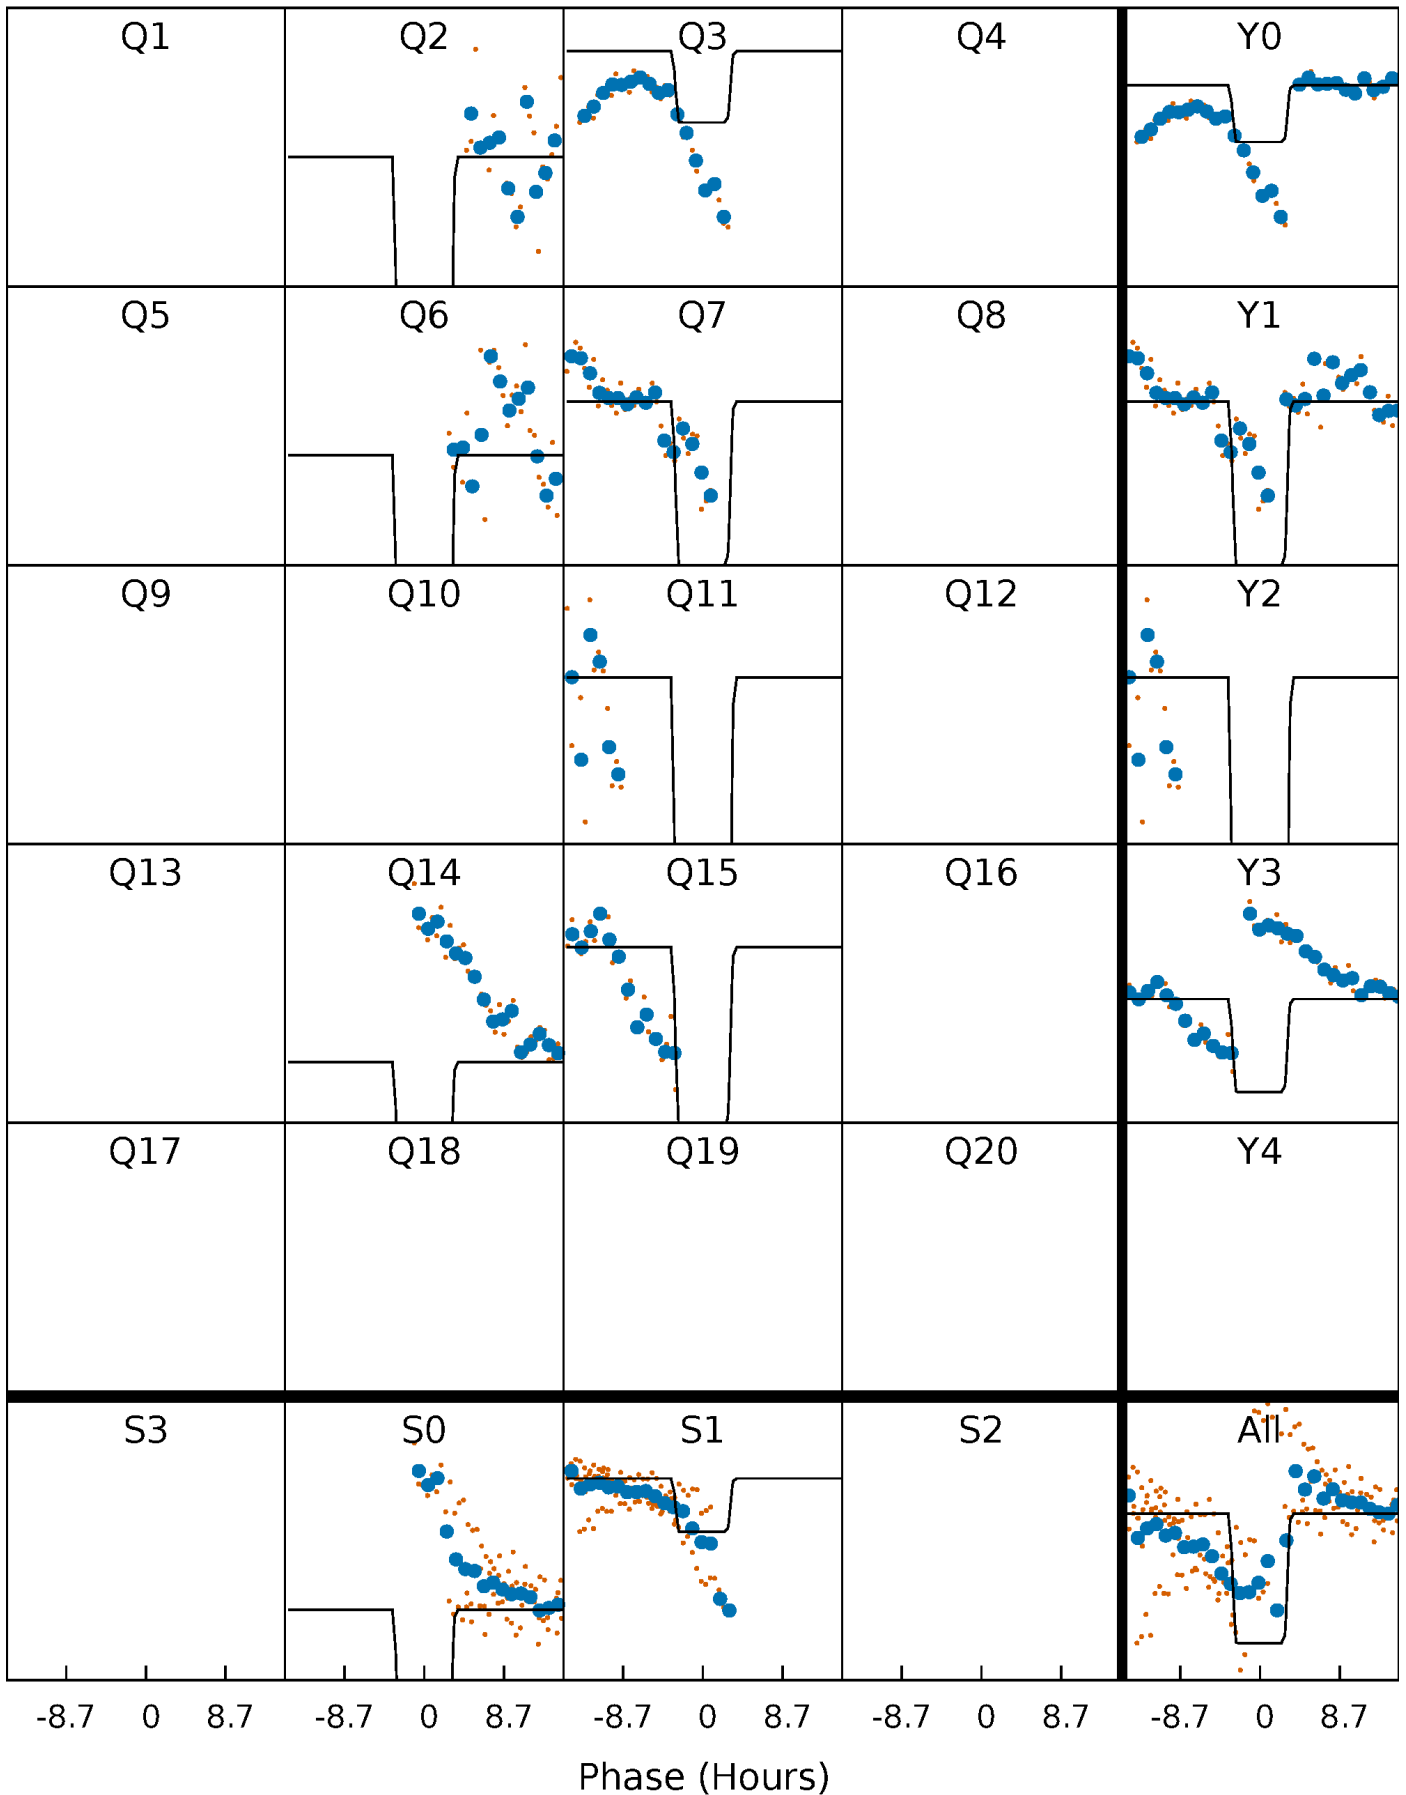 Q1 Q2 Q3 Q4 Y0
Q5 Q6 Q7 Q8 Y1
Q9 Q10 Q11 Q12 Y2
Q13 Q14 Q15 Q16 Y3
Q17 Q18 Q19 Q20 Y4
S3 S0 S1 S2 All
-8.7 0 8.7 -8.7 0 8.7 -8.7 0 8.7 -8.7 0 8.7 -8.7 0 8.7
Phase (Hours)